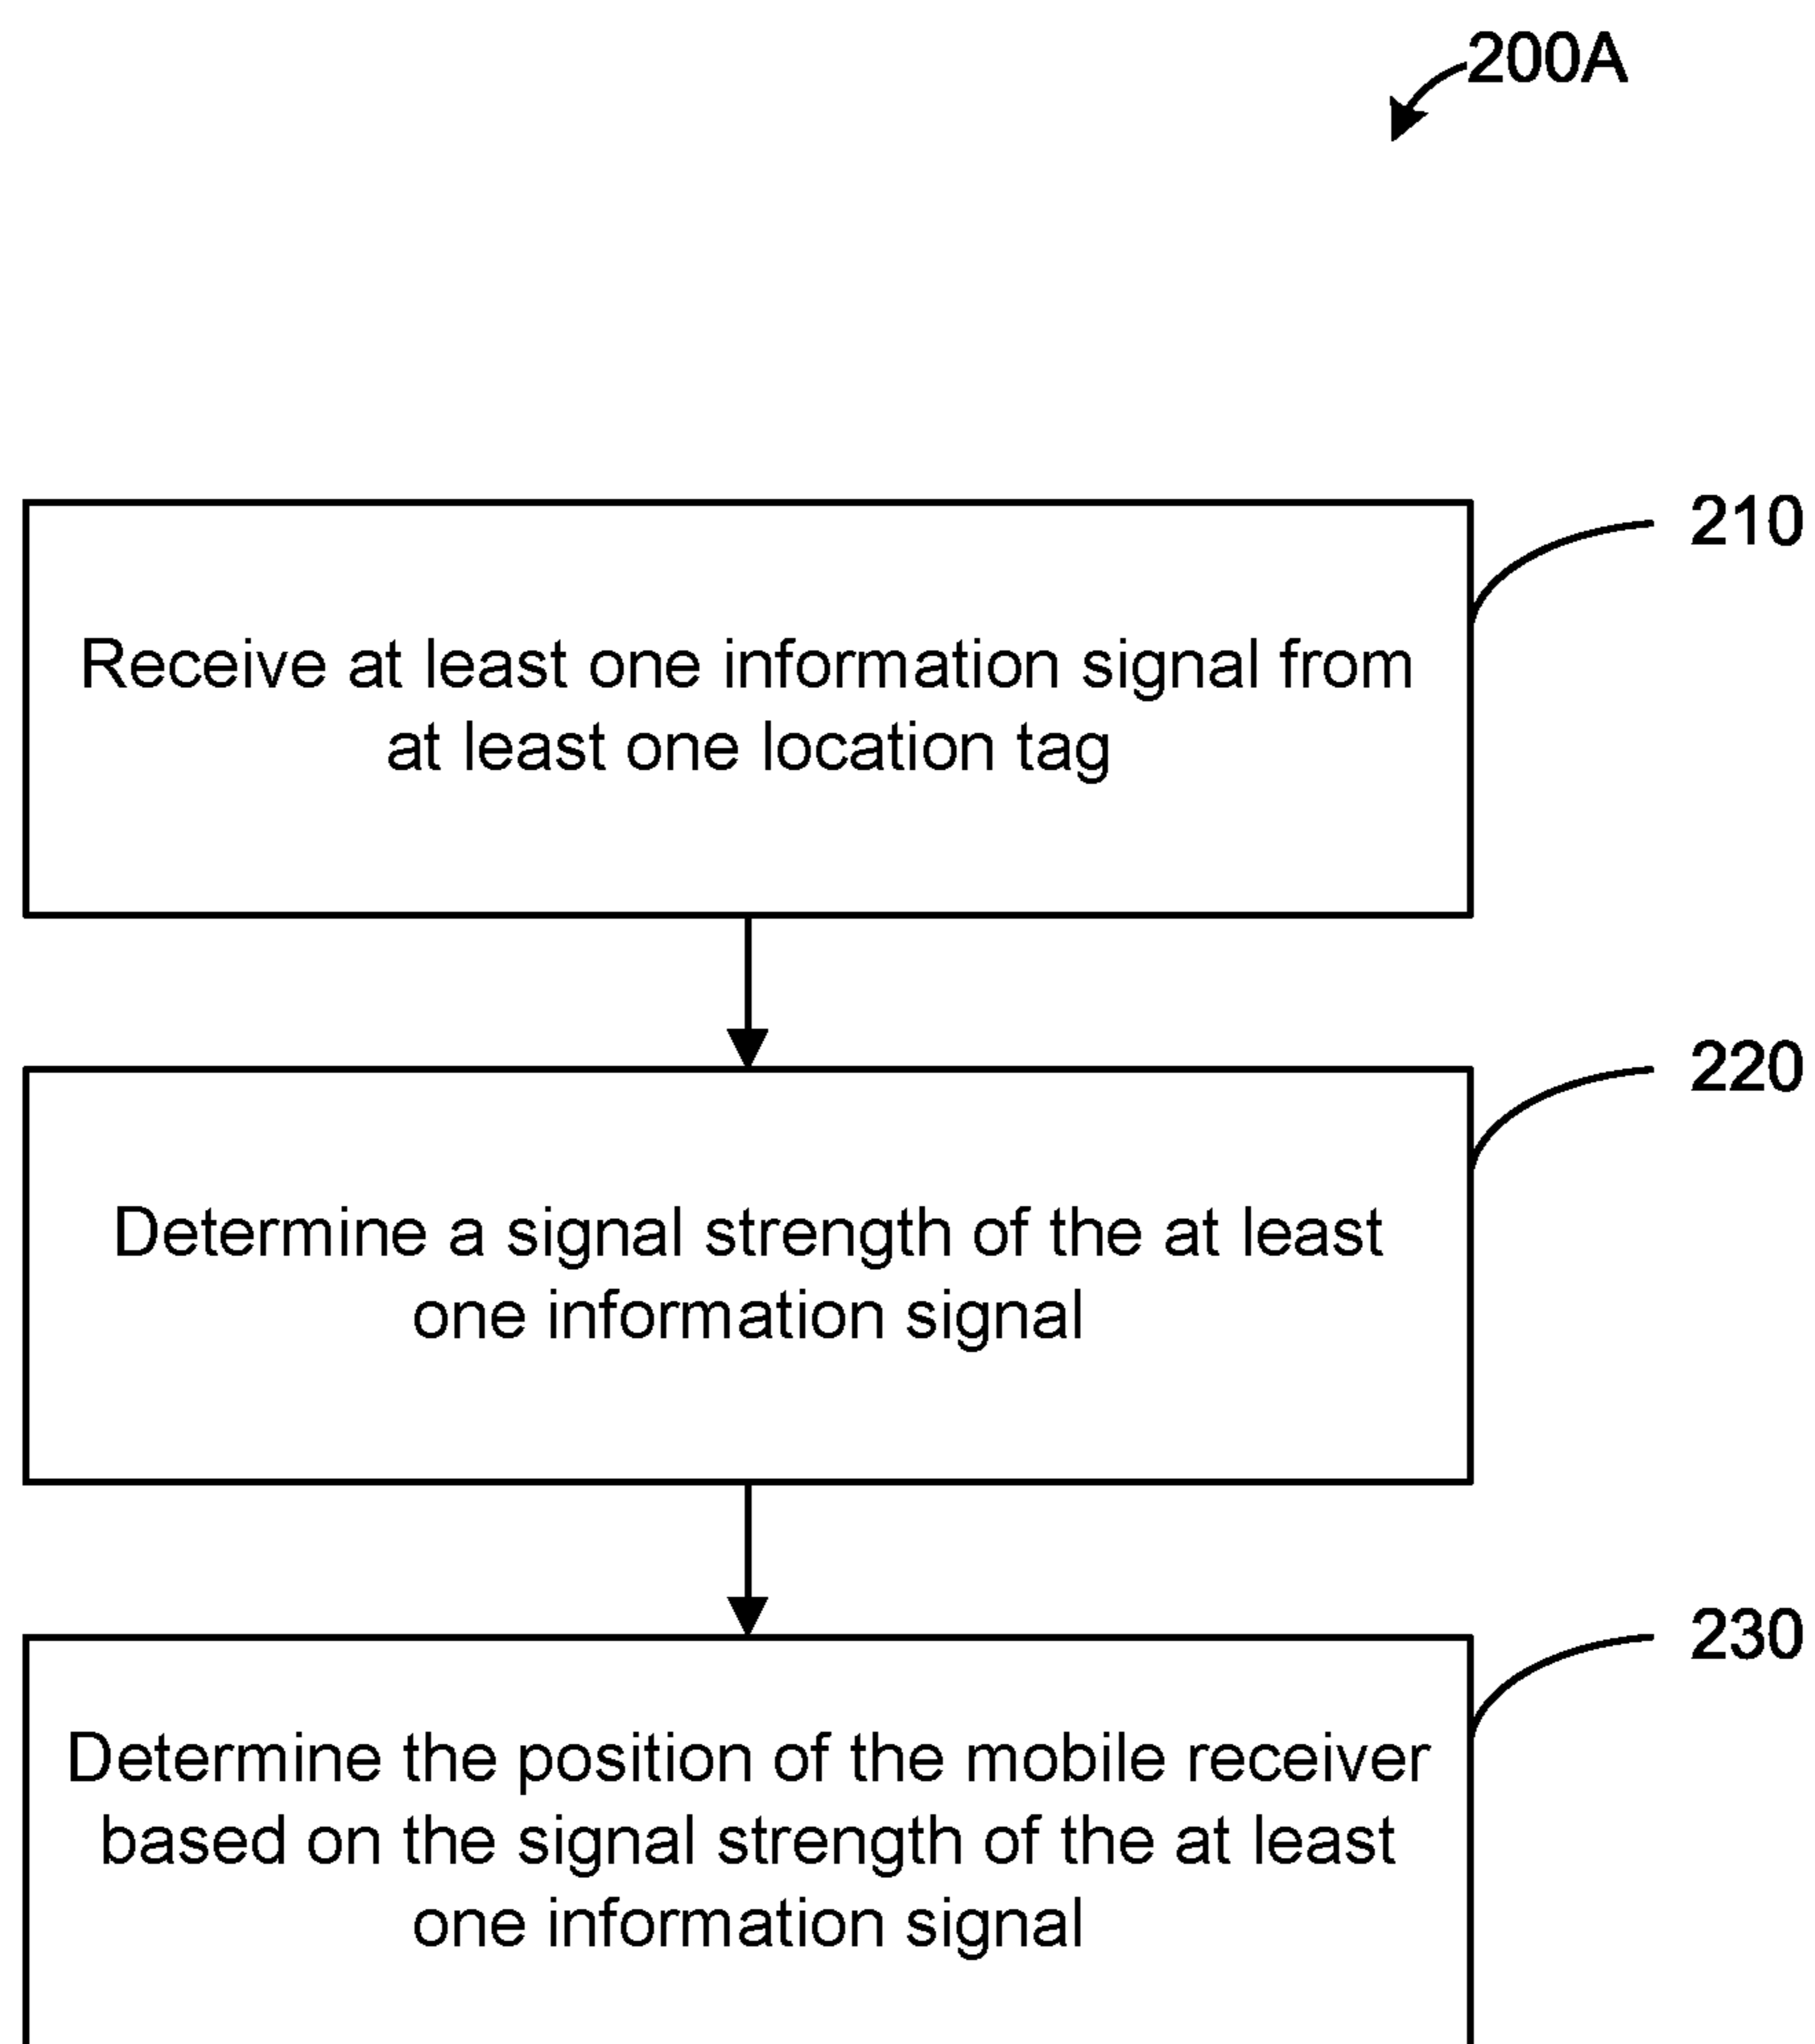 200A
210
Receive at least one information signal from
at least one location tag
220
Determine a signal strength of the at least
one information signal
230
Determine the position of the mobile receiver
based on the signal strength of the at least
one information signal